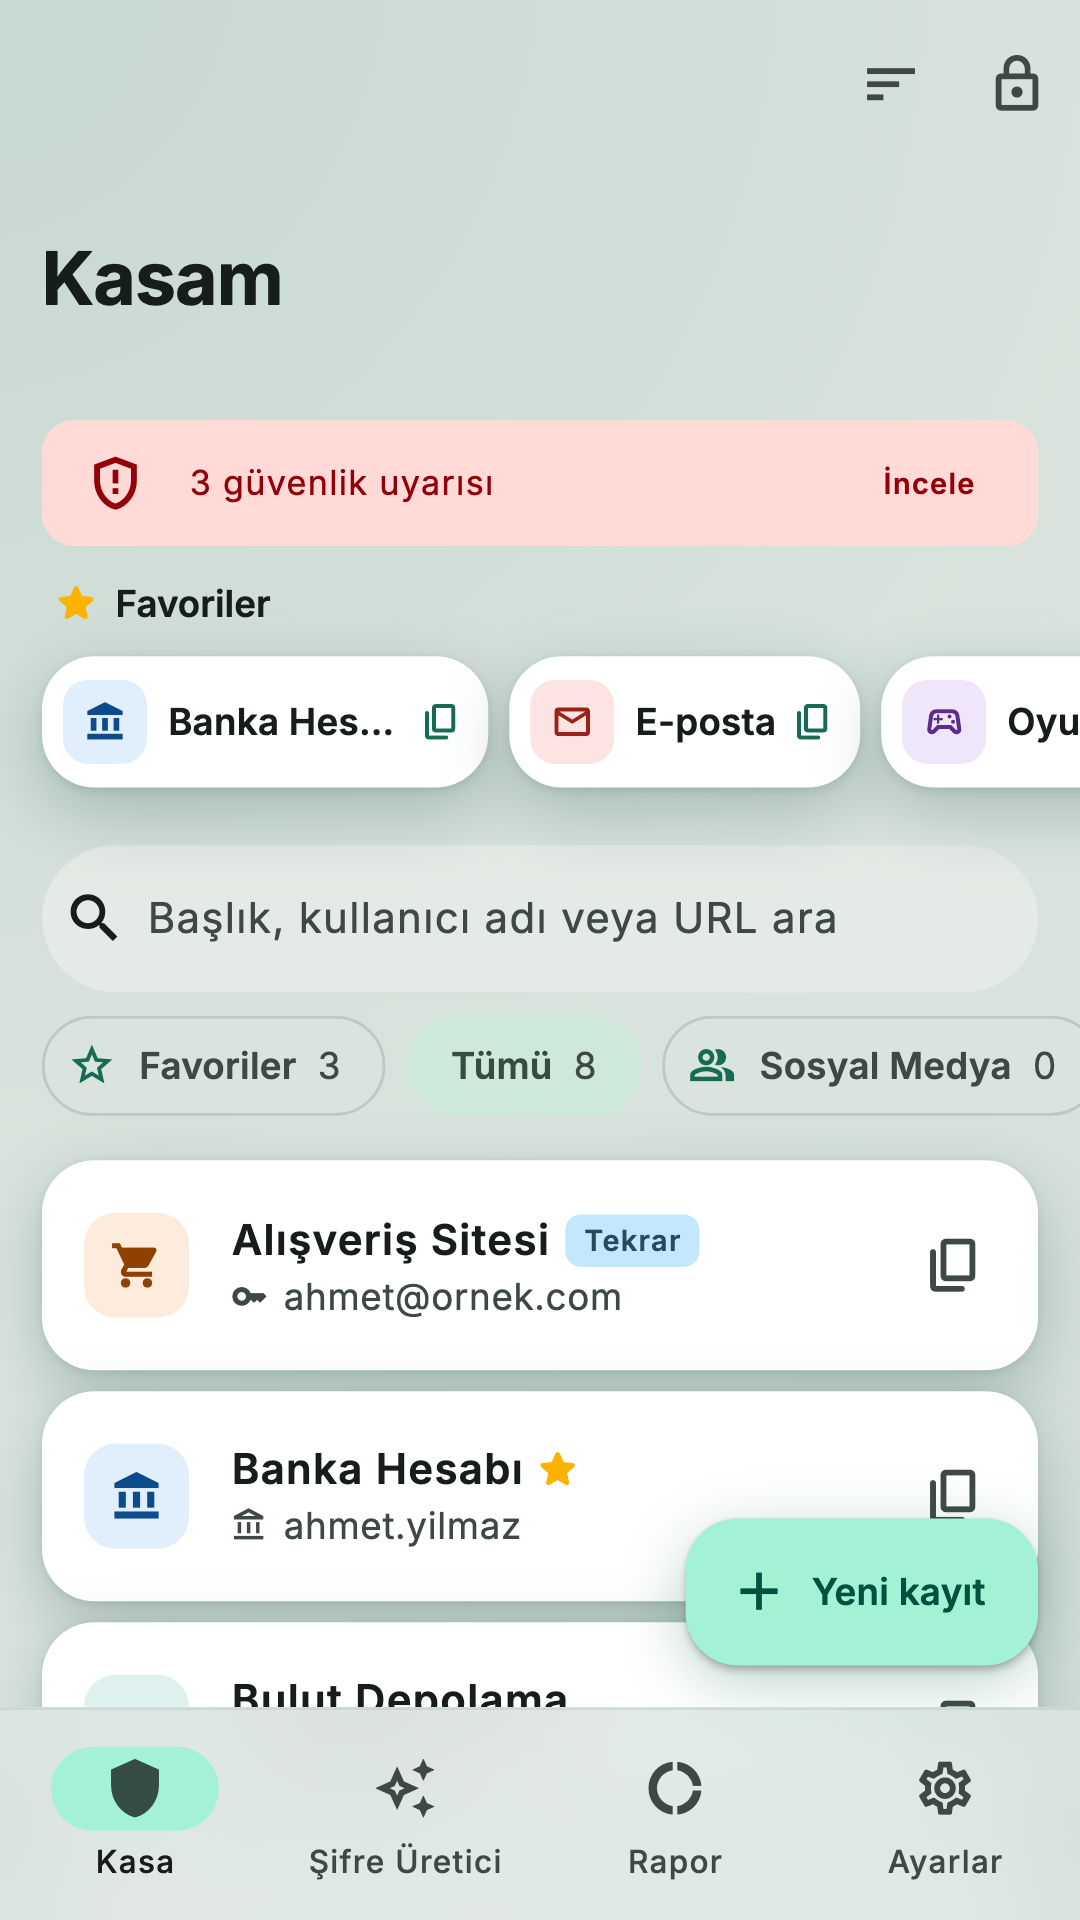 Kasam
3 güvenlik uyarısı İncele
Favoriler
Banka Hes... E-posta Oyu
Başlık, kullanıcı adı veya URL ara
Favoriler 3 Tümü 8 Sosyal Medya 0
Alışveriş Sitesi Tekrar
ahmet@ornek.com
Banka Hesabı
ahmet.yilmaz
Yeni kayıt
Bulut Depolama
Kasa Şifre Üretici Rapor Ayarlar